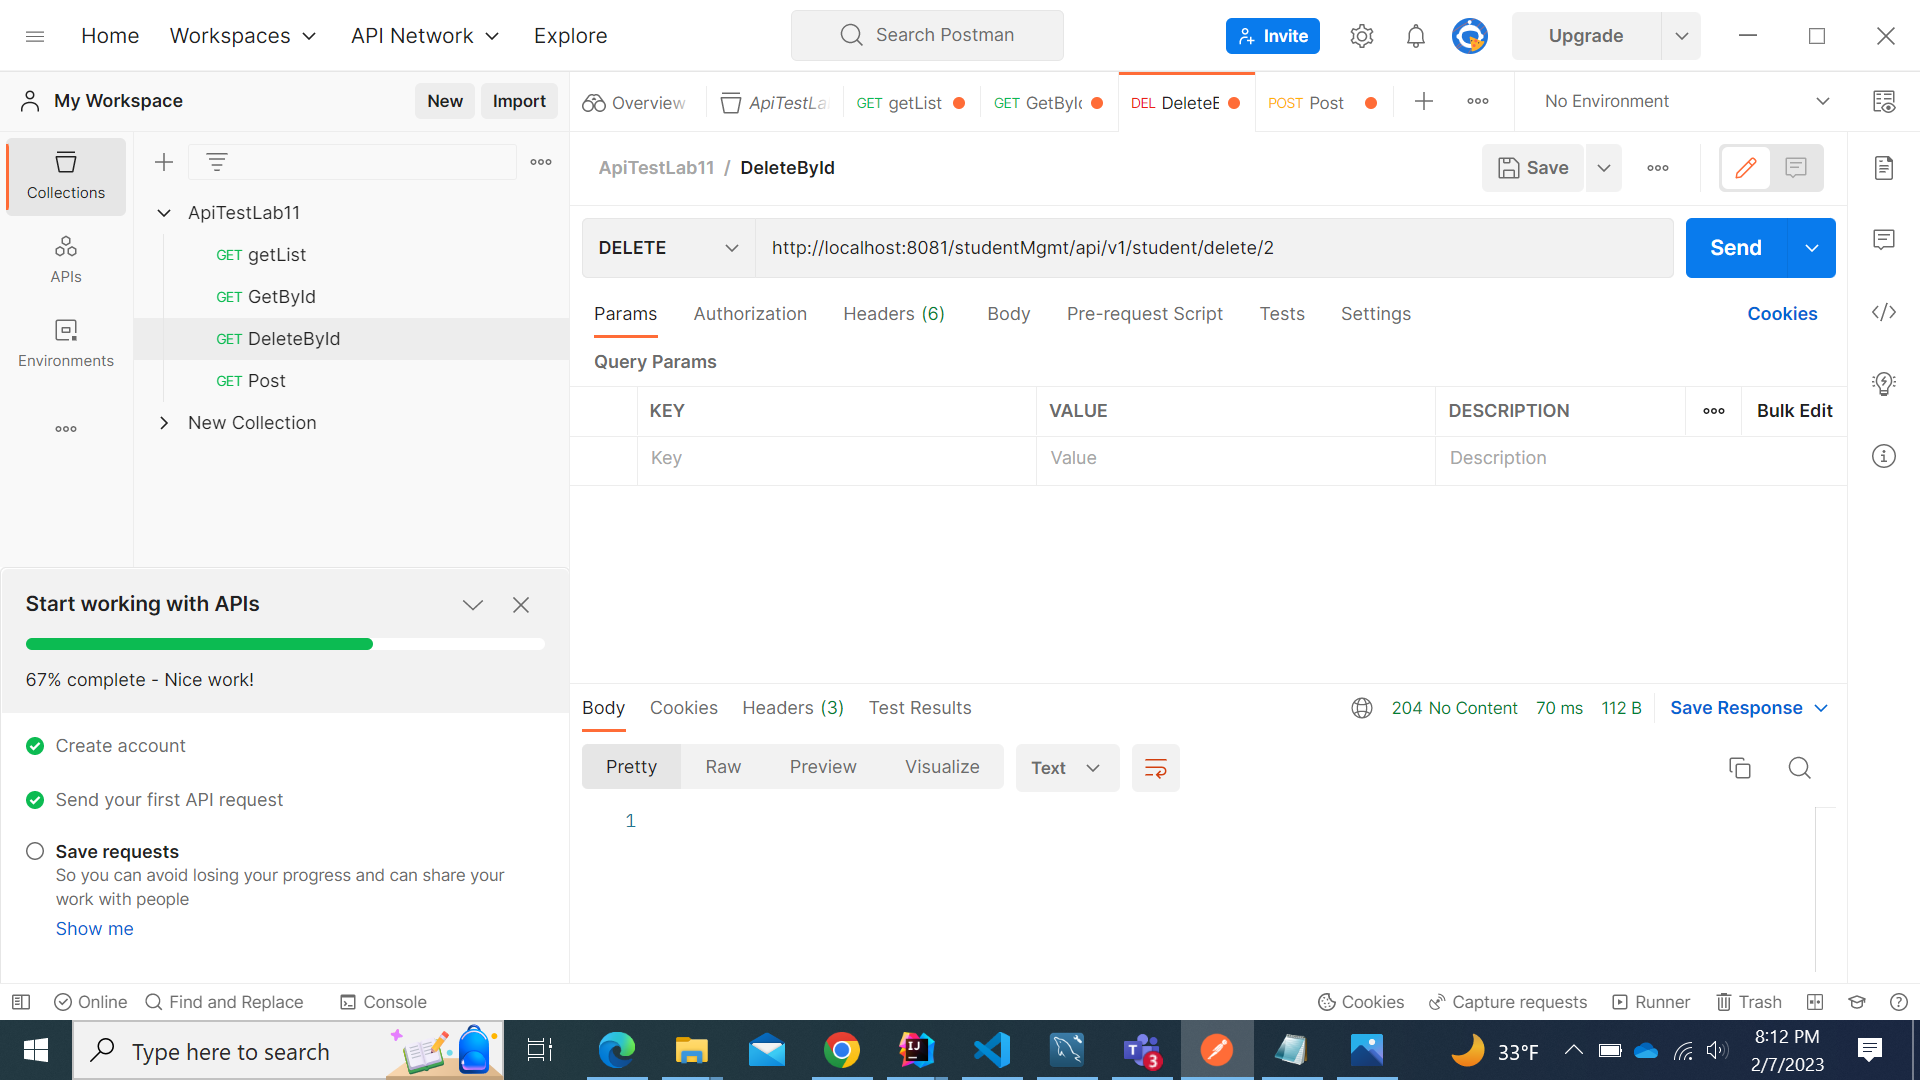 Home Workspaces API Network Explore Search Postman Invite Upgrade
My Workspace New Import Overview ApiTestLa GET getList GET GetById DEL DeleteE POST Post No Environment
Collections
APIs
Environments
ApiTestLab11
GET getList
GET GetById
GET DeleteById
GET Post
New Collection
ApiTestLab11 / DeleteById Save
DELETE http://localhost:8081/studentMgmt/api/v1/student/delete/2 Send
Params Authorization Headers (6) Body Pre-request Script Tests Settings Cookies
Query Params
KEY VALUE DESCRIPTION Bulk Edit
Key Value Description
Start working with APIs
67% complete - Nice work!
Create account
Send your first API request
Save requests
So you can avoid losing your progress and can share your
work with people
Show me
Body Cookies Headers (3) Test Results 204 No Content 70 ms 112 B Save Response
Pretty Raw Preview Visualize Text
1
Online Find and Replace Console Cookies Capture requests Runner Trash
Type here to search 3 33°F 8:12 PM
2/7/2023